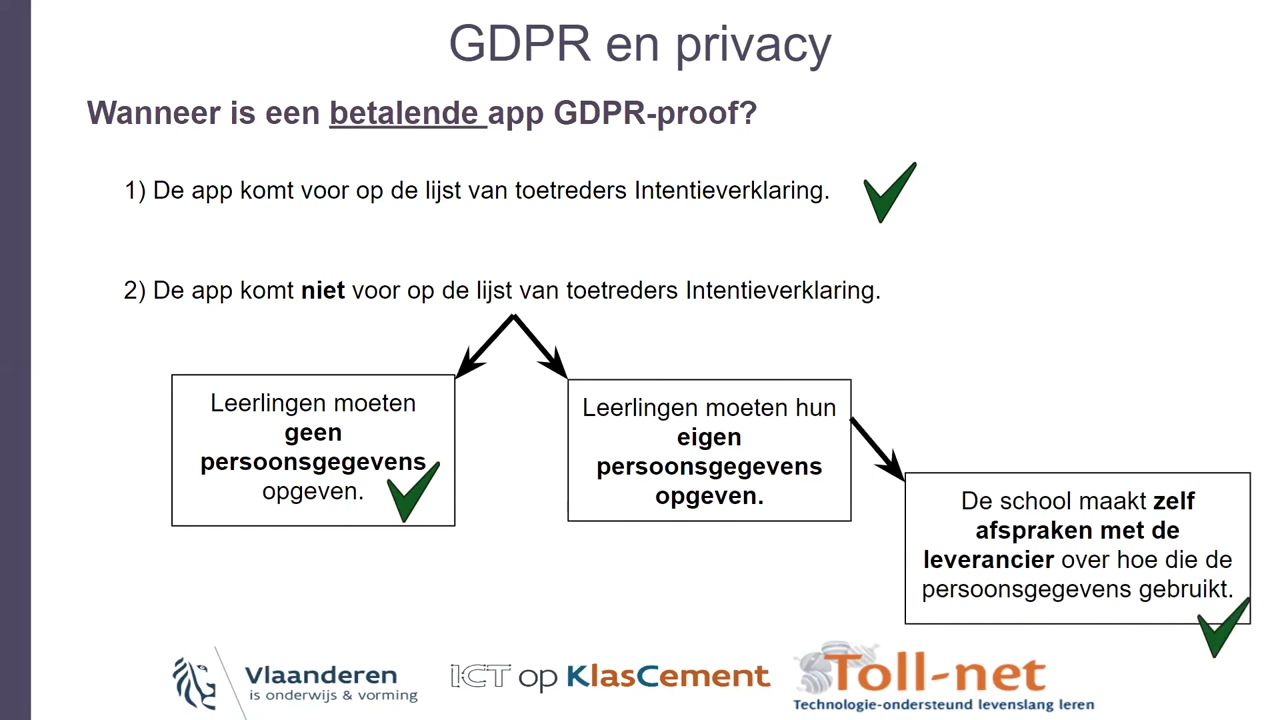 GDPR en privacy
Wanneer is een betalende app GDPR-proof?
1) De app komt voor op de lijst van toetreders Intentieverklaring.
2) De app komt niet voor op de lijst van toetreders Intentieverklaring.
Leerlingen moeten
geen
persoonsgegevens
opgeven.
Leerlingen moeten hun
eigen
persoonsgegevens
opgeven.
De school maakt zelf
afspraken met de
leverancier over hoe die de
persoonsgegevens gebruikt.
Vlaanderen
is onderwijs & vorming
ICT op KlasCement
Toll-net
Technologie-ondersteund levenslang leren